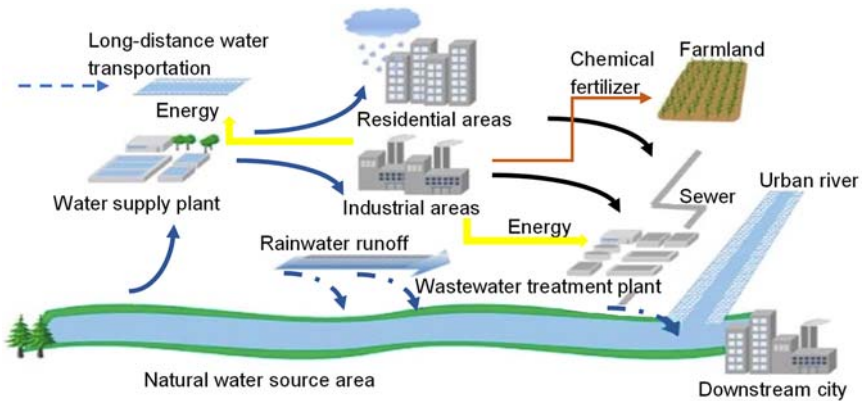 Long-distance water
transportation
Energy
Water supply plant
Residential areas
Industrial areas
Chemical
fertilizer
Farmland
Sewer
Urban river
Energy
Rainwater runoff
Wastewater treatment plant
Natural water source area
Downstream city